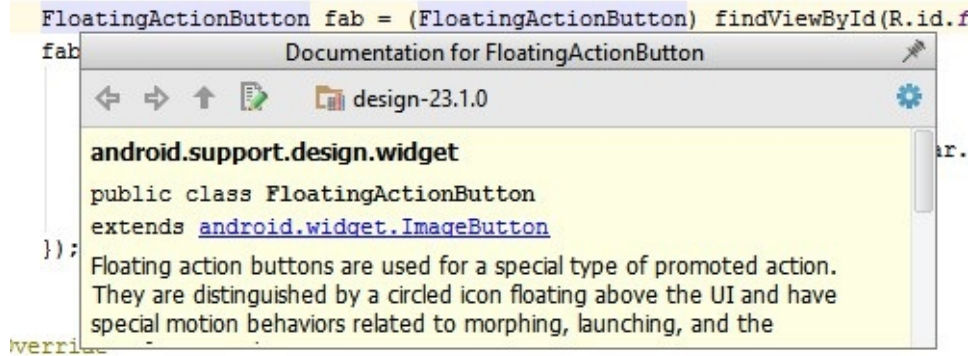 FloatingActionButton fab = (FloatingActionButton) findViewById(R.id.f
fab
Documentation for FloatingActionButton
design-23.1.0
android.support.design.widget
ar.
public class FloatingActionButton
extends android.widget.ImageButton
});
Floating action buttons are used for a special type of promoted action.
They are distinguished by a circled icon floating above the UI and have
special motion behaviors related to morphing, launching, and the
Override